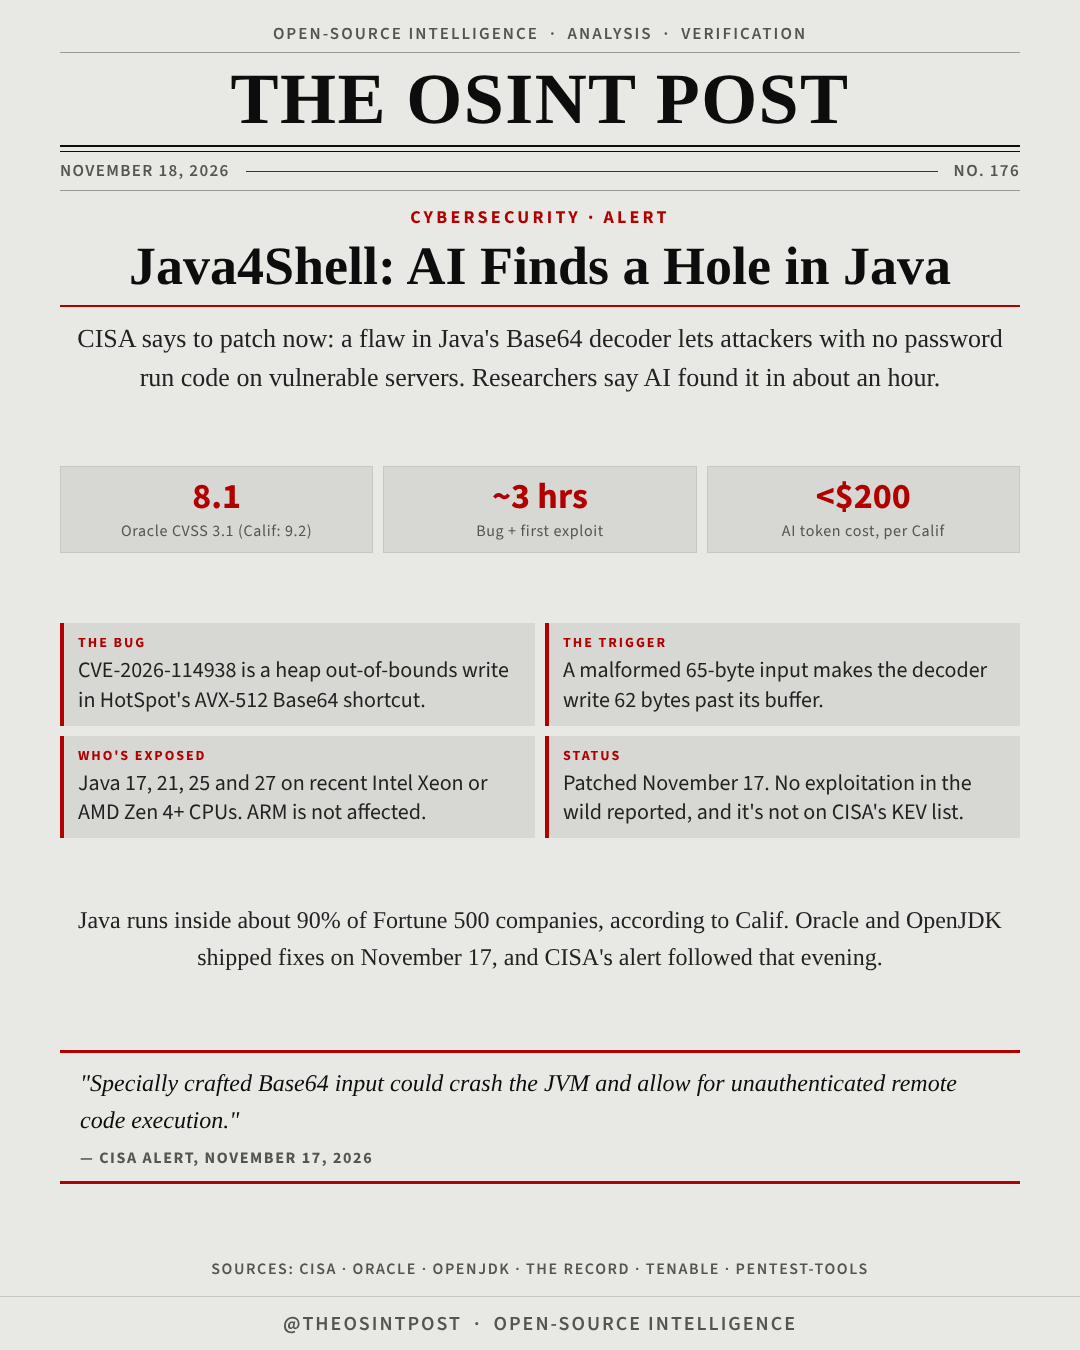 OPEN-SOURCE INTELLIGENCE · ANALYSIS · VERIFICATION
THE OSINT POST
NOVEMBER 18, 2026
NO. 176
CYBERSECURITY · ALERT
Java4Shell: AI Finds a Hole in Java
CISA says to patch now: a flaw in Java's Base64 decoder lets attackers with no password
run code on vulnerable servers. Researchers say AI found it in about an hour.
8.1
Oracle CVSS 3.1 (Calif: 9.2)
~3 hrs
Bug + first exploit
<$200
AI token cost, per Calif
THE BUG
CVE-2026-114938 is a heap out-of-bounds write
in HotSpot's AVX-512 Base64 shortcut.
THE TRIGGER
A malformed 65-byte input makes the decoder
write 62 bytes past its buffer.
WHO'S EXPOSED
Java 17, 21, 25 and 27 on recent Intel Xeon or
AMD Zen 4+ CPUs. ARM is not affected.
STATUS
Patched November 17. No exploitation in the
wild reported, and it's not on CISA's KEV list.
Java runs inside about 90% of Fortune 500 companies, according to Calif. Oracle and OpenJDK
shipped fixes on November 17, and CISA's alert followed that evening.
"Specially crafted Base64 input could crash the JVM and allow for unauthenticated remote
code execution."
— CISA ALERT, NOVEMBER 17, 2026
SOURCES: CISA · ORACLE · OPENJDK · THE RECORD · TENABLE · PENTEST-TOOLS
@THEOSINTPOST · OPEN-SOURCE INTELLIGENCE